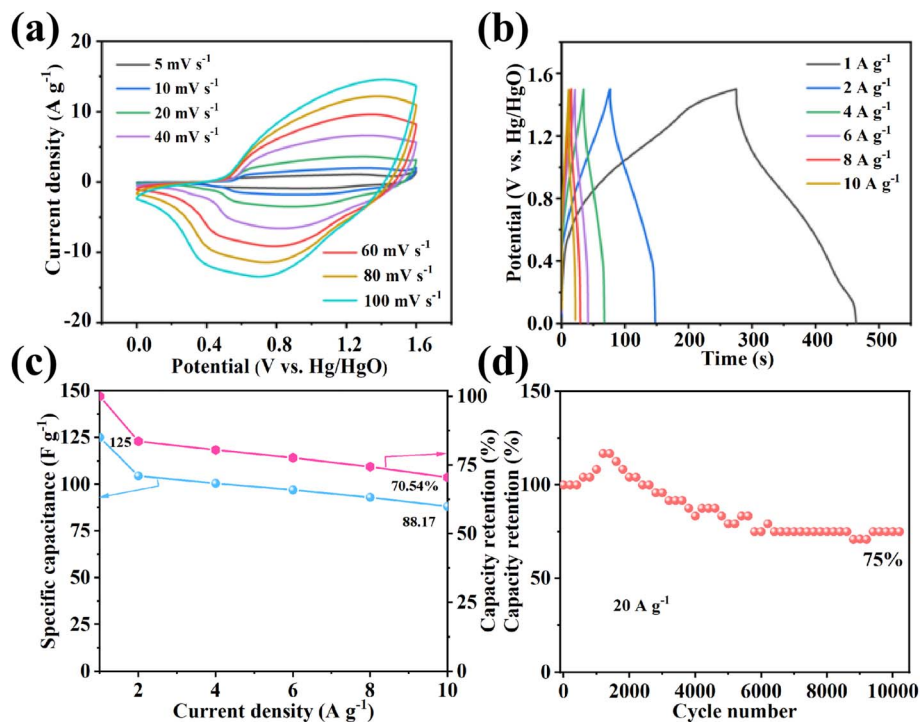 (a)
20
10
0
-10
-20
Current density (A g⁻¹)
5 mV s⁻¹
10 mV s⁻¹
20 mV s⁻¹
40 mV s⁻¹
60 mV s⁻¹
80 mV s⁻¹
100 mV s⁻¹
0.0 0.4 0.8 1.2 1.6
Potential (V vs. Hg/HgO)
(b)
1.6
1.2
0.8
0.4
0.0
Potential (V vs. Hg/HgO)
1 A g⁻¹
2 A g⁻¹
4 A g⁻¹
6 A g⁻¹
8 A g⁻¹
10 A g⁻¹
0 100 200 300 400 500
Time (s)
(c)
150
125
100
75
50
25
0
Specific capacitance (F g⁻¹)
125
70.54%
88.17
100
75
50
25
0
Capacity retention (%)
2 4 6 8 10
Current density (A g⁻¹)
(d)
150
100
50
0
Capacity retention (%)
75%
20 A g⁻¹
0 2000 4000 6000 8000 10000
Cycle number